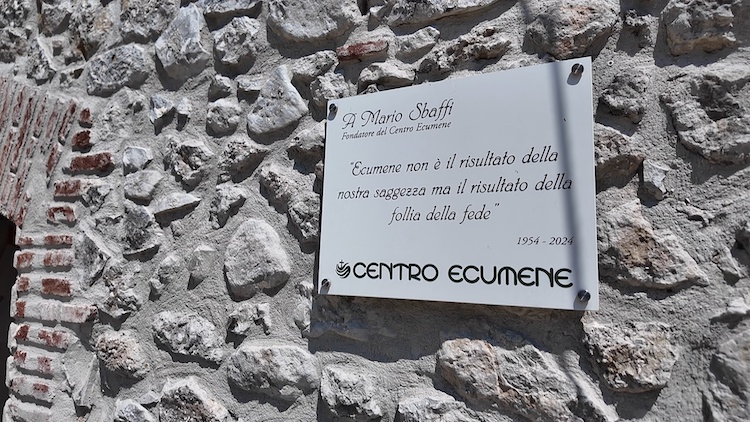 A Mario Sbaffi
Fondatore del Centro Ecumene
"Ecumene non è il risultato della
nostra saggezza ma il risultato della
follia della fede"
1954 - 2024
CENTRO ECUMENE